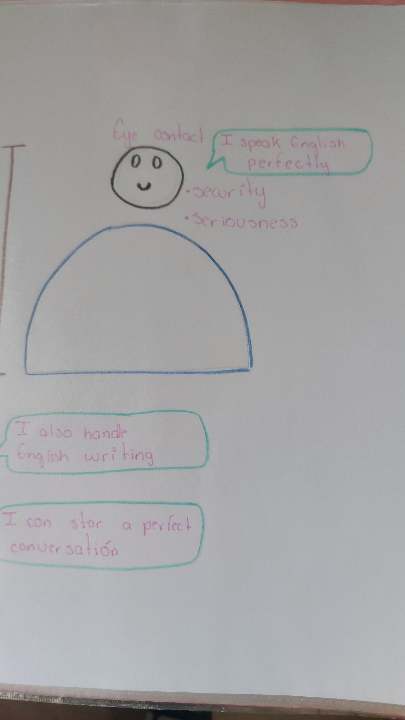 Eye contact
I speak English
perfectly
• security
• seriousness
I also handle
English writing
I can star a perfect
conversatión